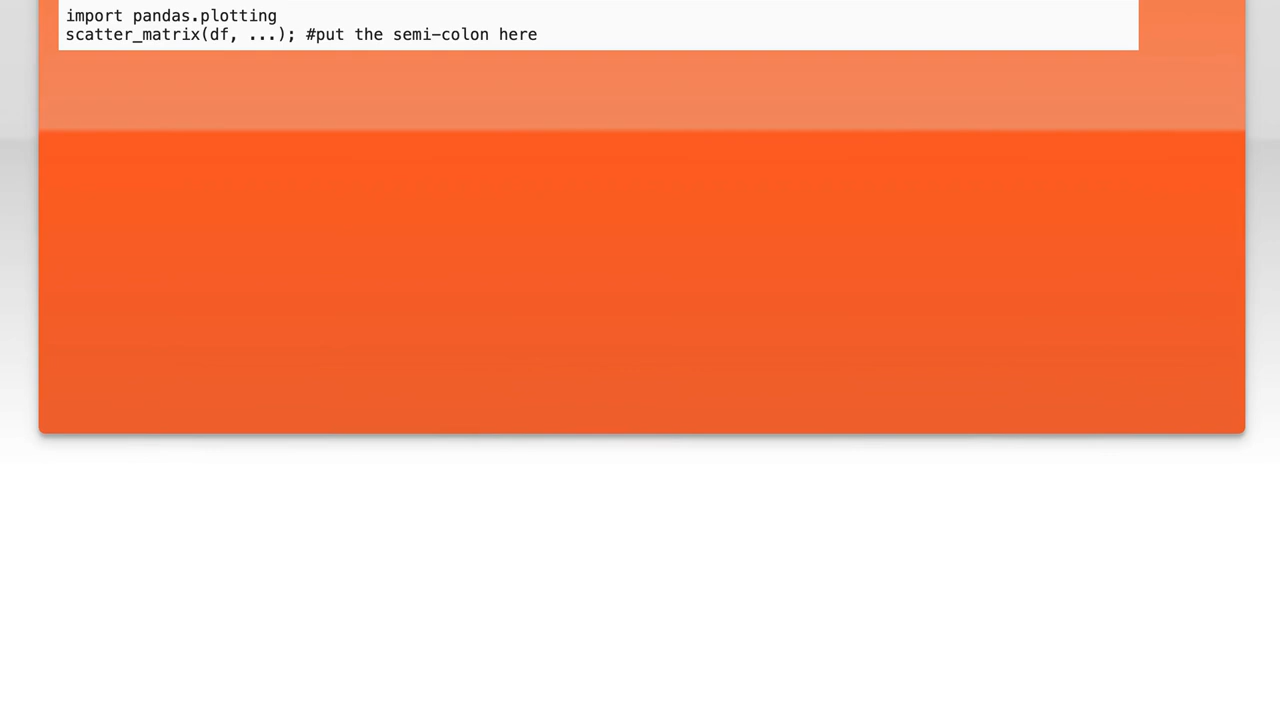 import pandas.plotting
scatter_matrix(df, ...); #put the semi-colon here